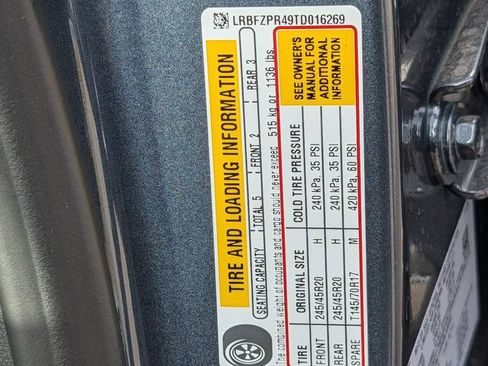 LRBFZPR49TD016269
TIRE AND LOADING INFORMATION
SEATING CAPACITY TOTAL 5 FRONT 2 REAR 3
The combined weight of occupants and cargo should never exceed 515 kg or 1136 lbs.
TIRE ORIGINAL SIZE COLD TIRE PRESSURE
FRONT 245/45R20 H 240 kPa, 35 PSI
REAR 245/45R20 H 240 kPa, 35 PSI
SPARE T145/70R17 M 420 kPa, 60 PSI
SEE OWNER'S
MANUAL FOR
ADDITIONAL
INFORMATION